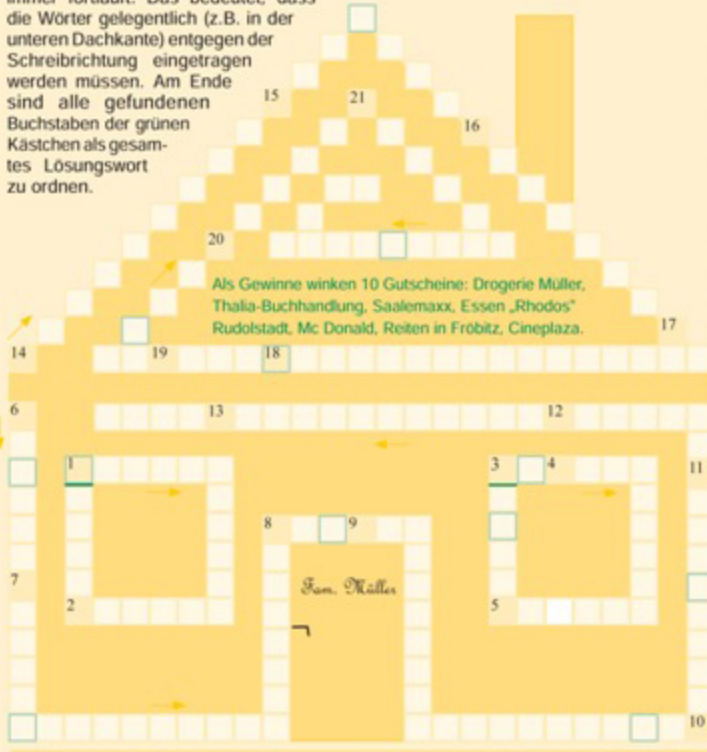 immer fortläuft. Das bedeutet, dass
die Wörter gelegentlich (z.B. in der
unteren Dachkante) entgegen der
Schreibrichtung eingetragen
werden müssen. Am Ende
sind alle gefundenen
Buchstaben der grünen
Kästchen als gesam-
tes Lösungswort
zu ordnen.
15 21
16
20
Als Gewinne winken 10 Gutscheine: Drogerie Müller,
Thalia-Buchhandlung, Saalemaxx, Essen „Rhodos"
Rudolstadt, Mc Donald, Reiten in Fröbitz, Cineplaza.
17
14 19 18
6 13 12
1 3 4 11
8 9
7
Fam. Müller
2 5
10